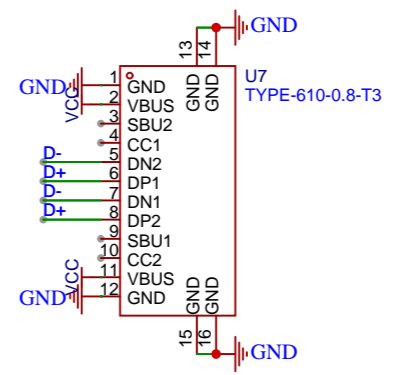 13 14 GND
U7
TYPE-610-0.8-T3
GND GND
GND 1 GND
VCC 2 VBUS
3 SBU2
4 CC1
D- 5 DN2
D+ 6 DP1
D- 7 DN1
D+ 8 DP2
9 SBU1
10 CC2
VCC 11 VBUS
GND 12 GND
GND GND
15 16 GND